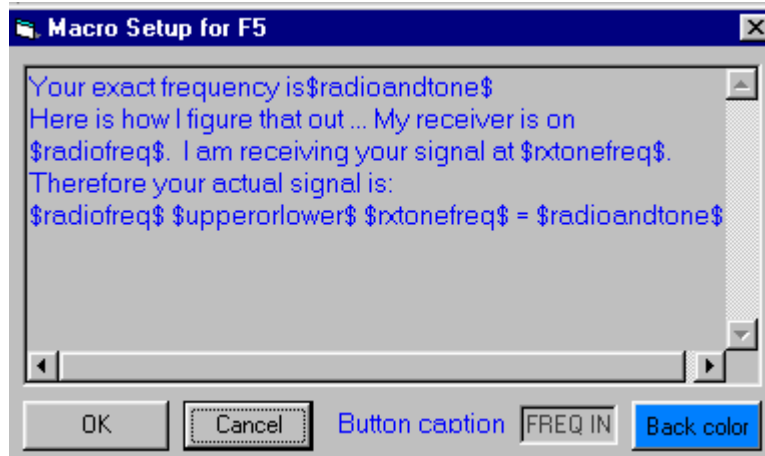 Macro Setup for F5
Your exact frequency is$radioandtone$
Here is how I figure that out ... My receiver is on
$radiofreq$.  I am receiving your signal at $rxtonefreq$.
Therefore your actual signal is:
$radiofreq$ $upperorlower$ $rxtonefreq$ = $radioandtone$
OK Cancel Button caption FREQ IN Back color